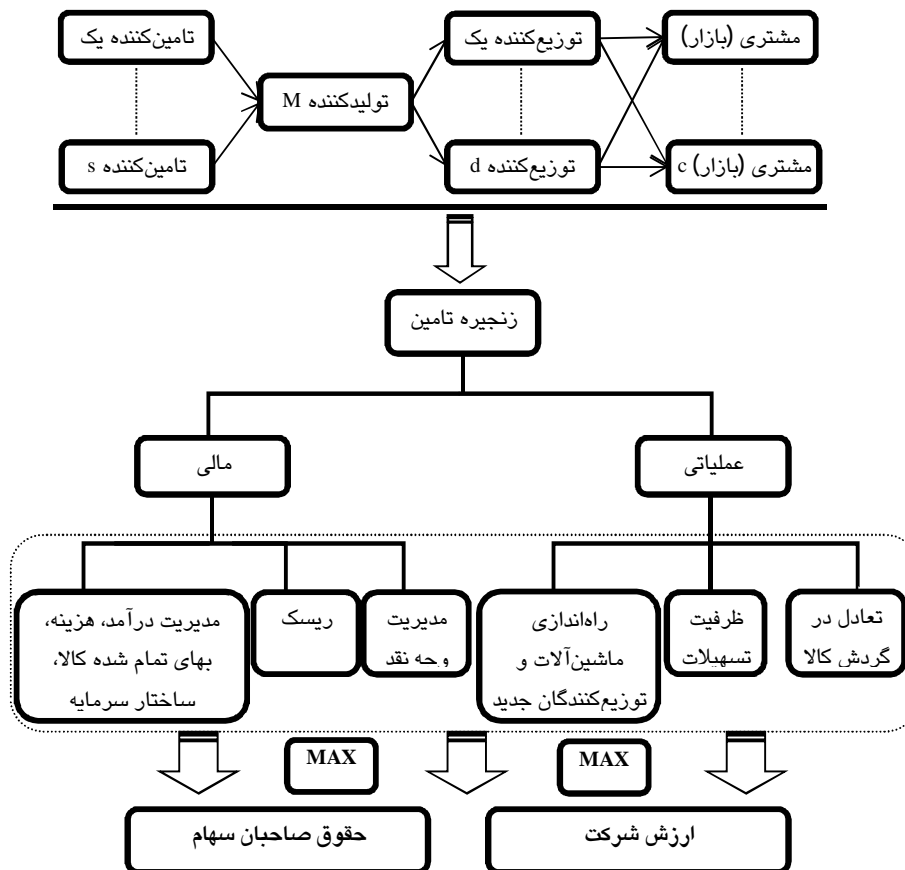 تامین‌کننده یک
توزیع‌کننده یک
مشتری (بازار)
تولیدکننده M
تامین‌کننده s
توزیع‌کننده d
مشتری (بازار) c
زنجیره تامین
مالی
عملیاتی
مدیریت درآمد، هزینه،
بهای تمام شده کالا،
ساختار سرمایه
ریسک
مدیریت
وجه نقد
راه‌اندازی
ماشین‌آلات و
توزیع‌کنندگان جدید
ظرفیت
تسهیلات
تعادل در
گردش کالا
MAX
MAX
حقوق صاحبان سهام
ارزش شرکت